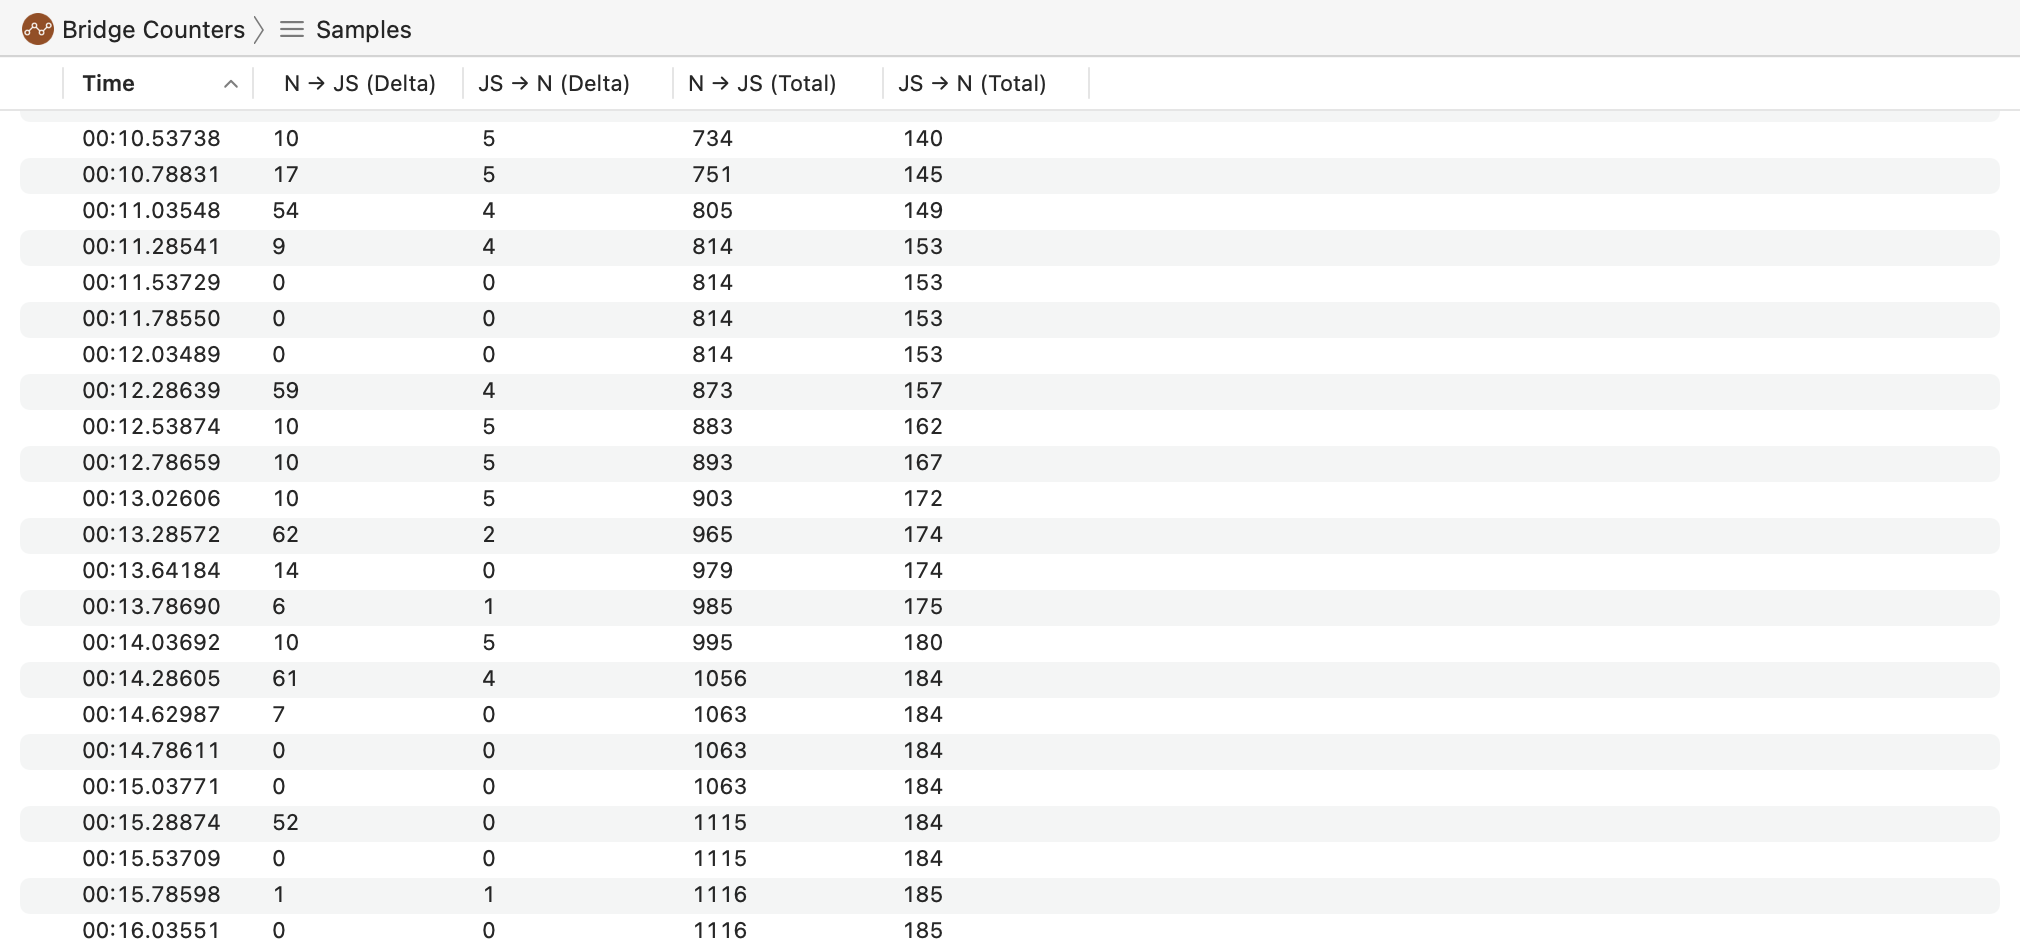 Bridge Counters Samples
Time N → JS (Delta) JS → N (Delta) N → JS (Total) JS → N (Total)
00:10.53738 10 5 734 140
00:10.78831 17 5 751 145
00:11.03548 54 4 805 149
00:11.28541 9 4 814 153
00:11.53729 0 0 814 153
00:11.78550 0 0 814 153
00:12.03489 0 0 814 153
00:12.28639 59 4 873 157
00:12.53874 10 5 883 162
00:12.78659 10 5 893 167
00:13.02606 10 5 903 172
00:13.28572 62 2 965 174
00:13.64184 14 0 979 174
00:13.78690 6 1 985 175
00:14.03692 10 5 995 180
00:14.28605 61 4 1056 184
00:14.62987 7 0 1063 184
00:14.78611 0 0 1063 184
00:15.03771 0 0 1063 184
00:15.28874 52 0 1115 184
00:15.53709 0 0 1115 184
00:15.78598 1 1 1116 185
00:16.03551 0 0 1116 185